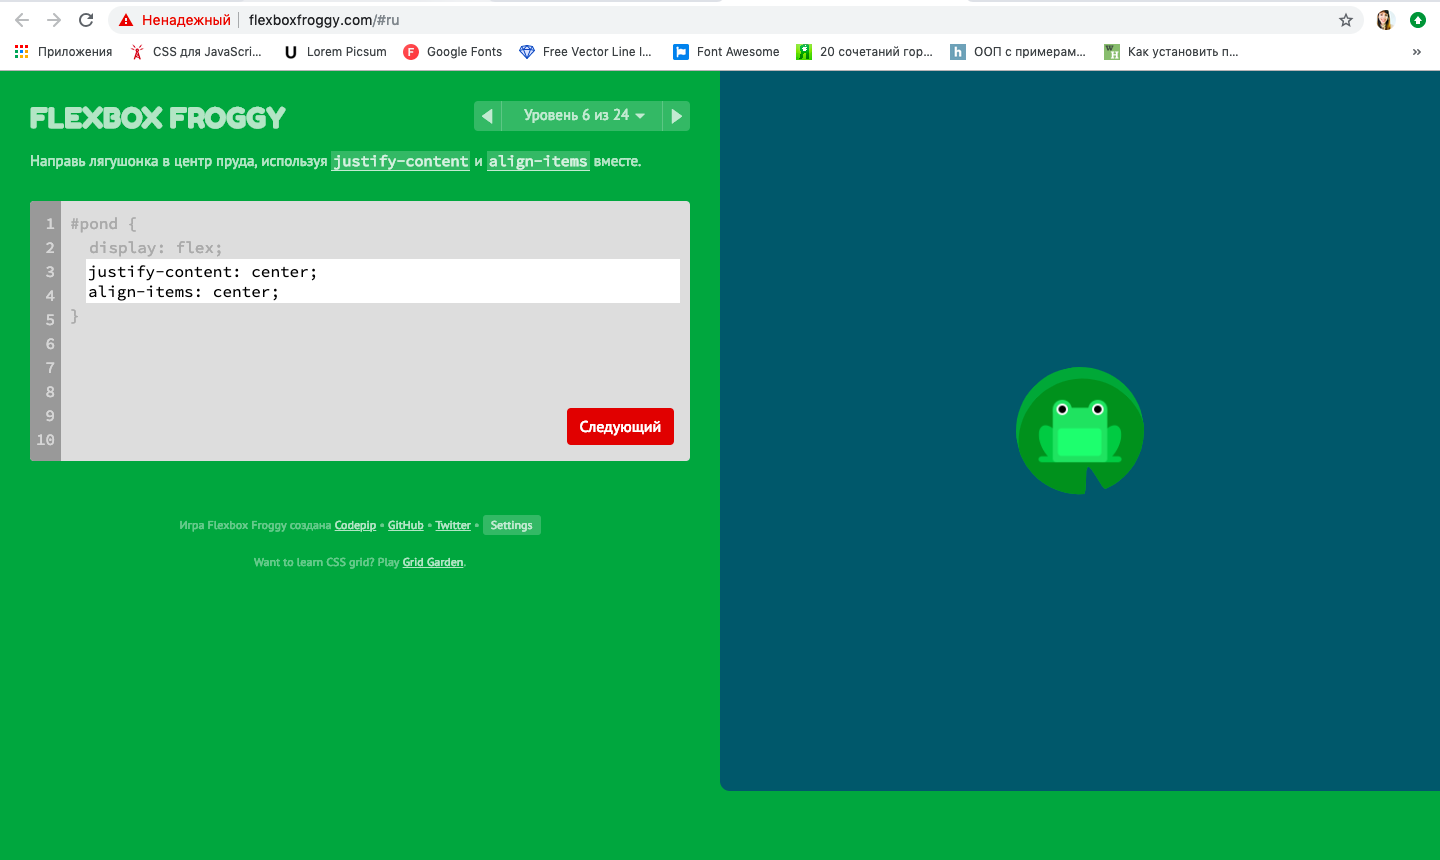 Ненадежный flexboxfroggy.com/#ru
Приложения CSS для JavaScri... Lorem Picsum Google Fonts Free Vector Line I... Font Awesome 20 сочетаний гор... ООП с примерам... Как установить п... »
FLEXBOX FROGGY
Уровень 6 из 24
Направь лягушонка в центр пруда, используя justify-content и align-items вместе.
1 #pond {
2 display: flex;
3 justify-content: center;
4 align-items: center;
5 }
6
7
8
9
10
Следующий
Игра Flexbox Froggy создана Codepip • GitHub • Twitter • Settings
Want to learn CSS grid? Play Grid Garden.